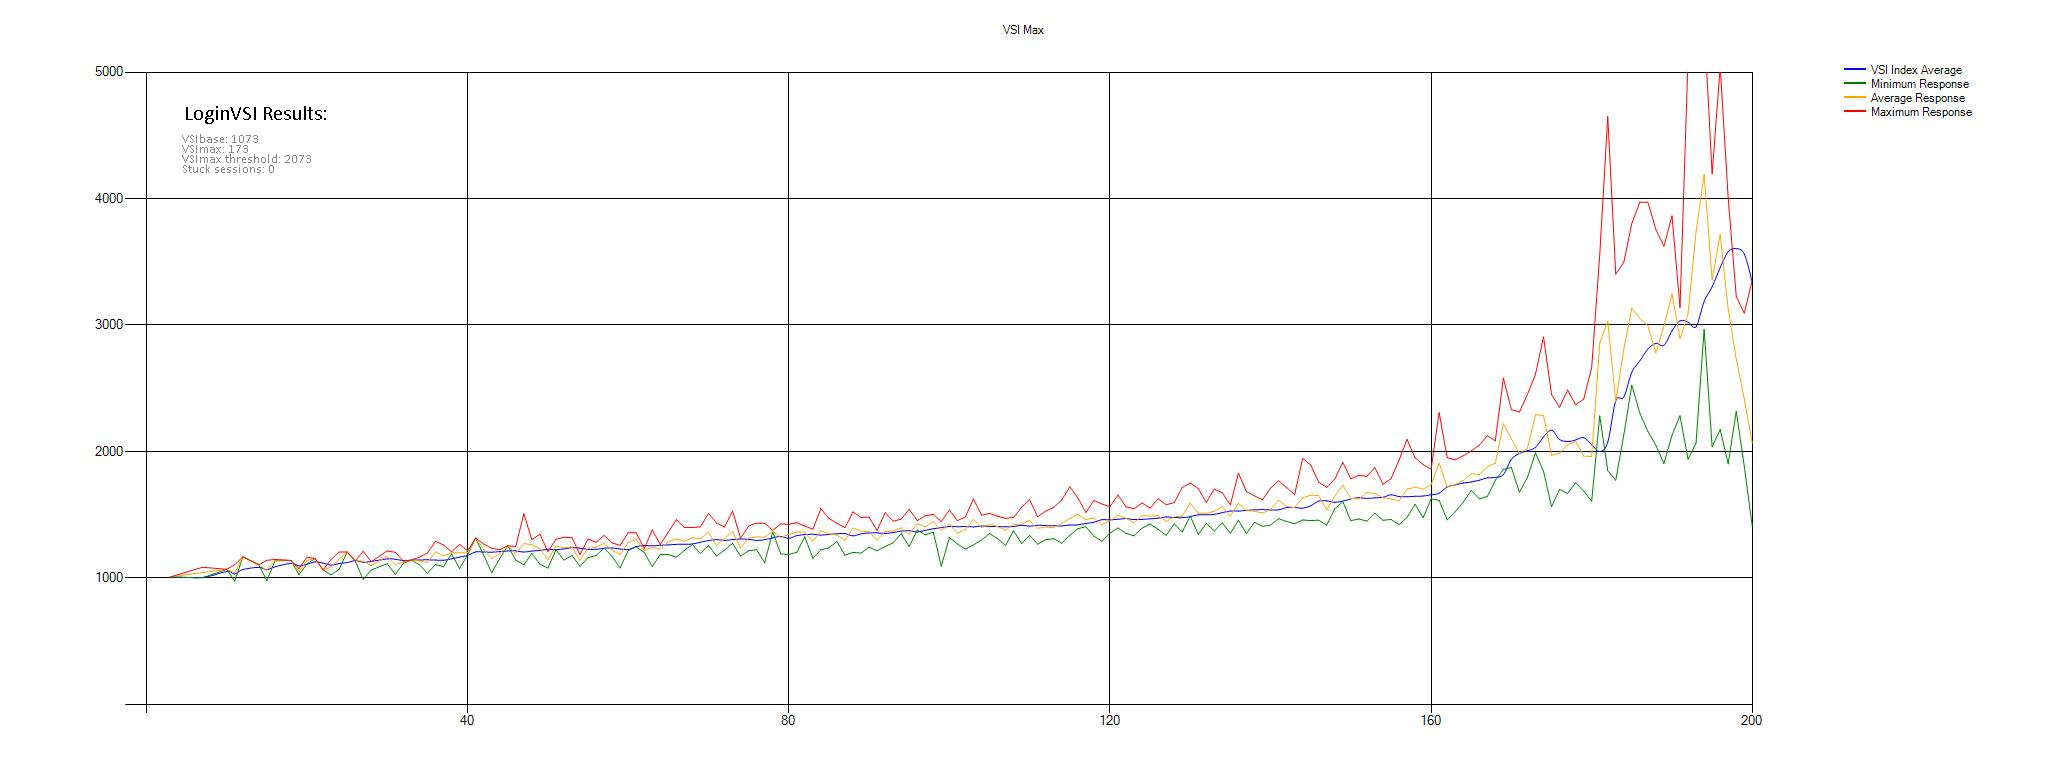 VSI Max
5000
4000
3000
2000
1000
LoginVSI Results:
VSIbase: 1073
VSImax: 173
VSImax threshold: 2073
Stuck sessions: 0
VSI Index Average
Minimum Response
Average Response
Maximum Response
40
80
120
160
200